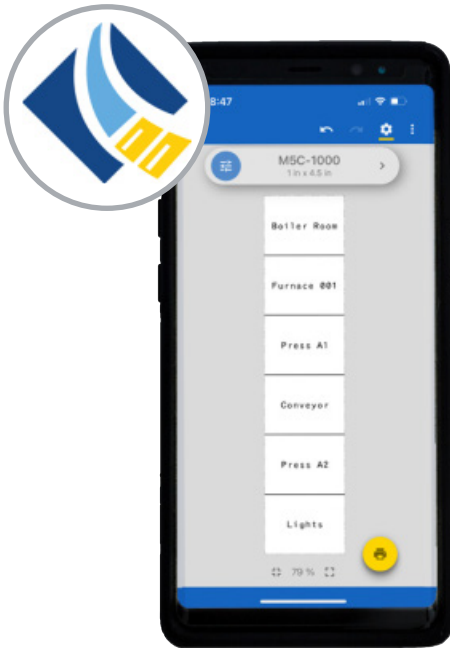 8:47
M5C-1000
1 in x 4.5 in
Boiler Room
Furnace 001
Press A1
Conveyor
Press A2
Lights
79 %